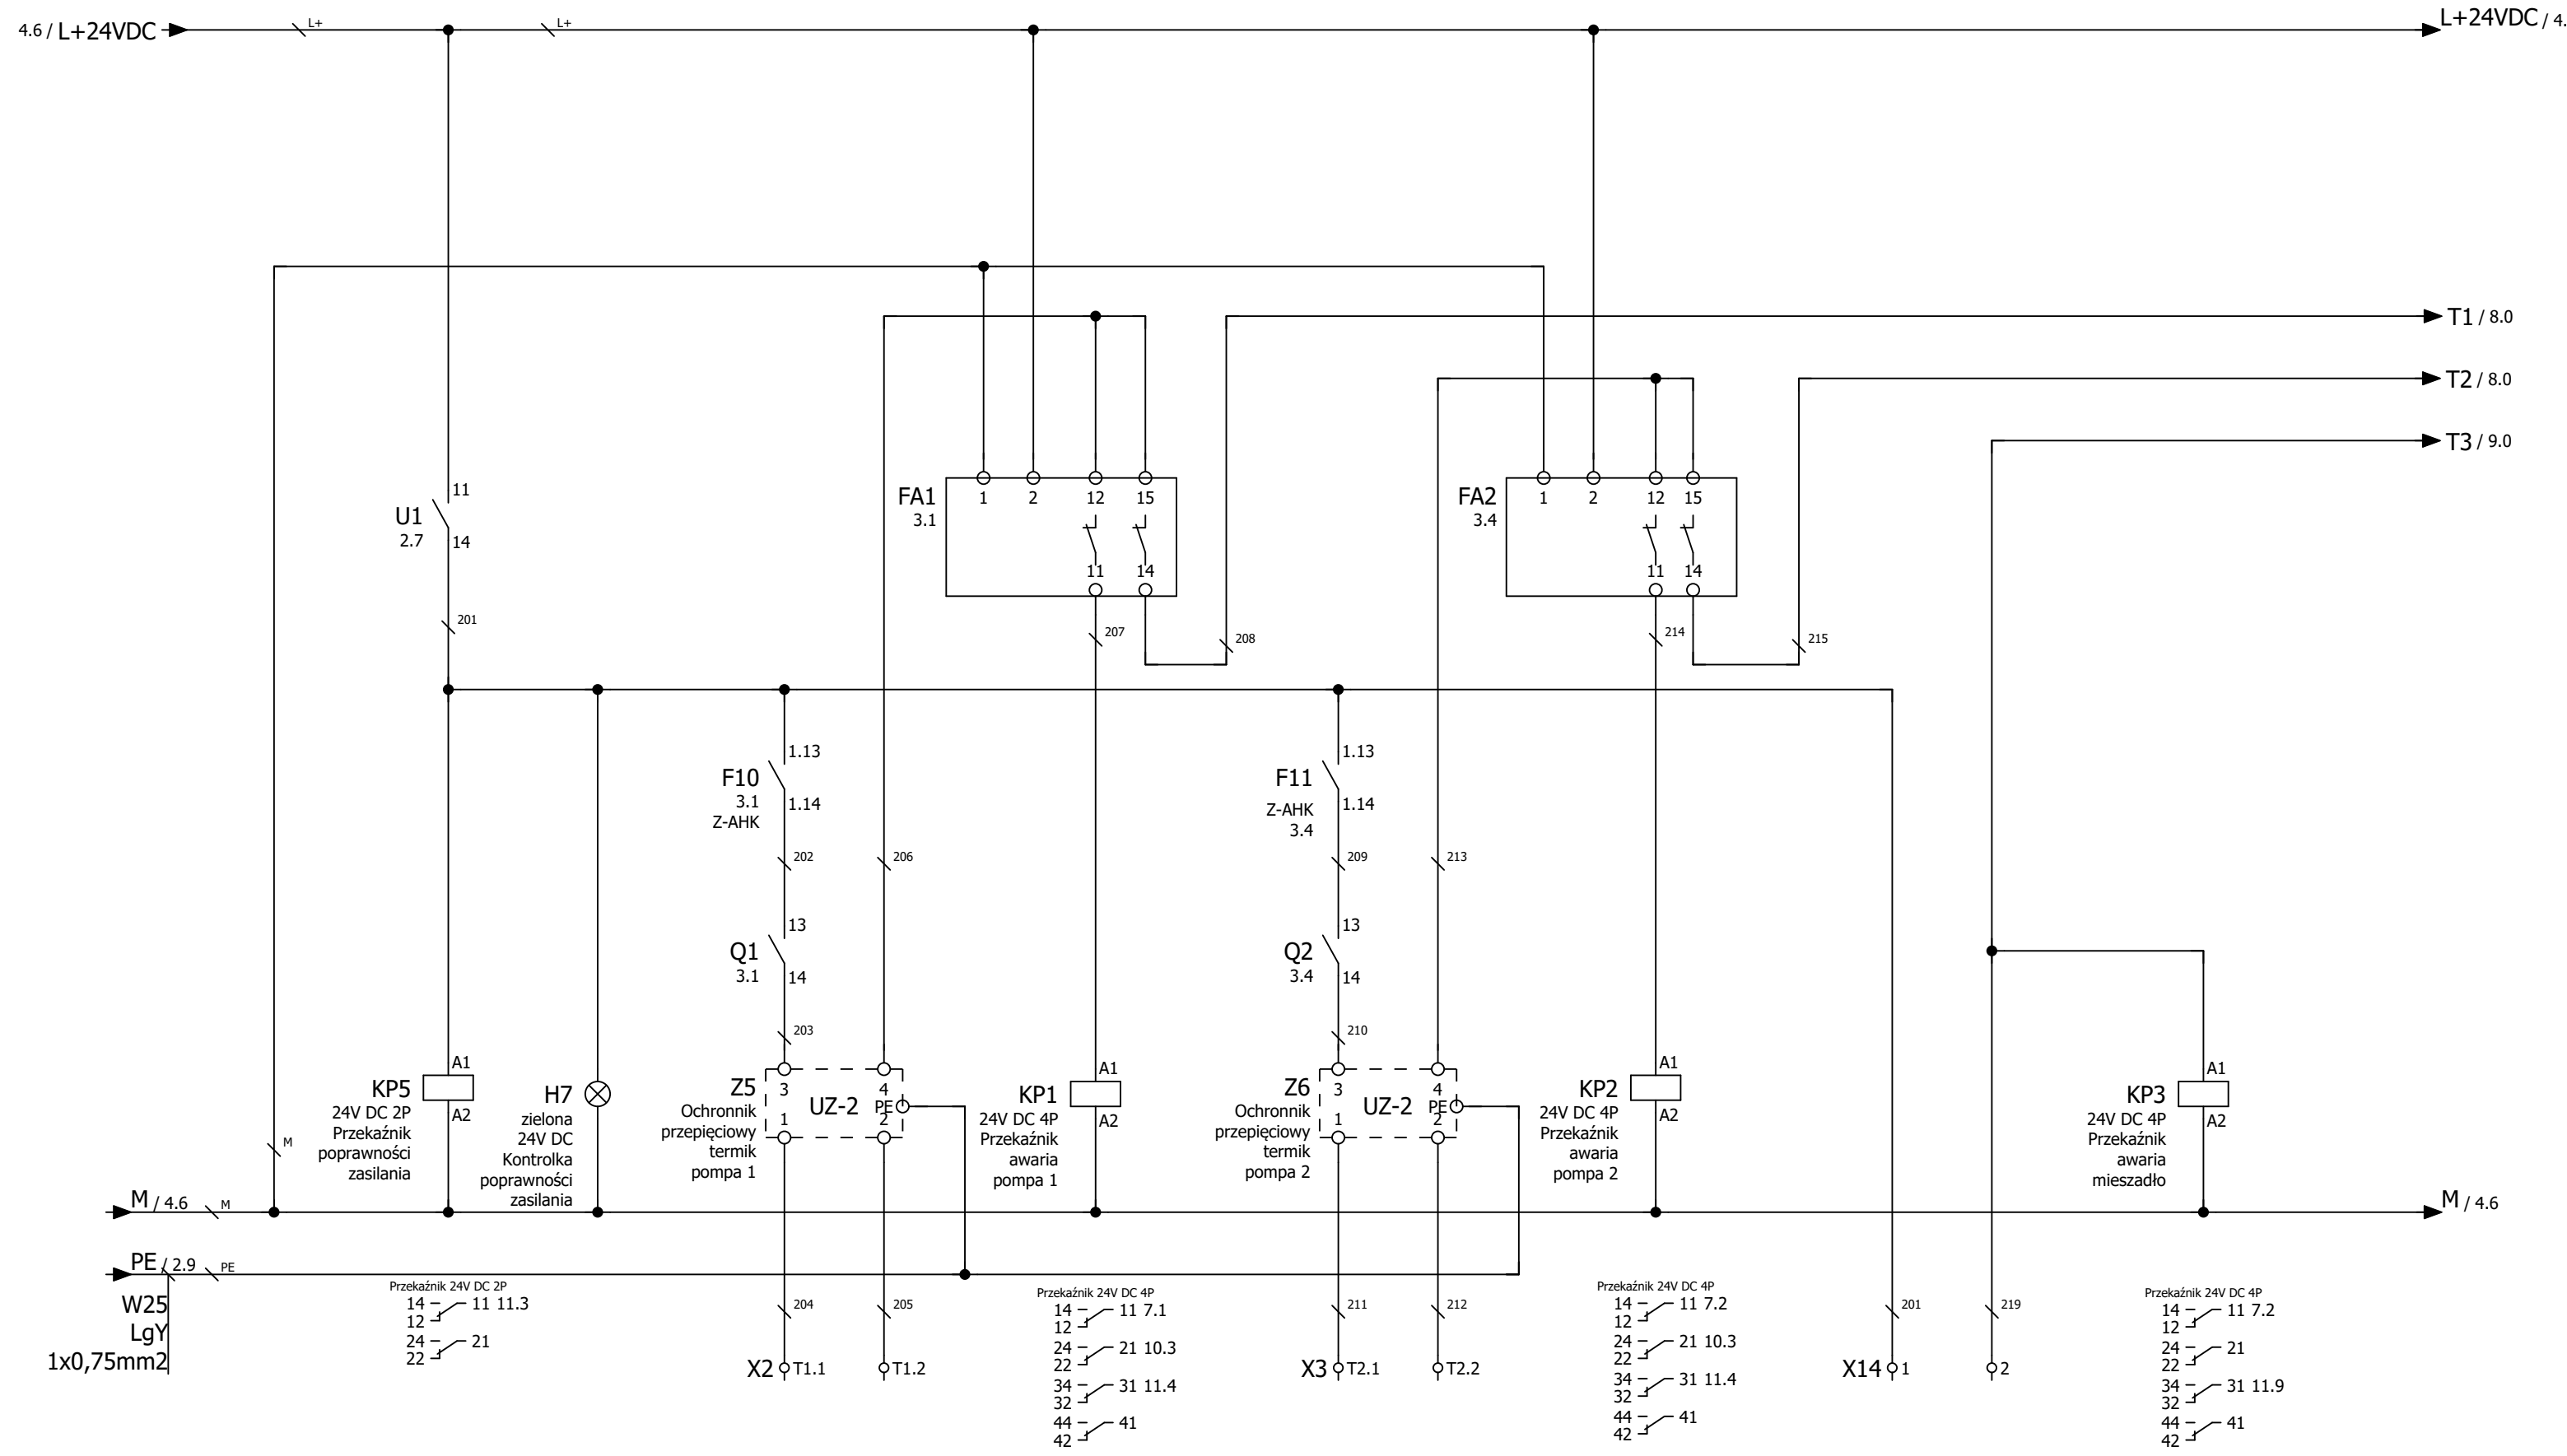 4.6 / L+24VDC
L+
L+
L+24VDC / 4.
T1 / 8.0
T2 / 8.0
T3 / 9.0
U1
2.7
11
14
201
FA1
3.1
1 2 12 15
11 14
207
208
FA2
3.4
1 2 12 15
11 14
214
215
F10
3.1
Z-AHK
1.13
1.14
202
206
Q1
3.1
13
14
203
F11
Z-AHK
3.4
1.13
1.14
209
213
Q2
3.4
13
14
210
KP5
24V DC 2P
Przekaźnik
poprawności
zasilania
A1
A2
H7
zielona
24V DC
Kontrolka
poprawności
zasilania
Z5
Ochronnik
przepięciowy
termik
pompa 1
3 4
UZ-2 PE
1 2
KP1
24V DC 4P
Przekaźnik
awaria
pompa 1
A1
A2
Z6
Ochronnik
przepięciowy
termik
pompa 2
3 4
UZ-2 PE
1 2
KP2
24V DC 4P
Przekaźnik
awaria
pompa 2
A1
A2
KP3
24V DC 4P
Przekaźnik
awaria
mieszadło
A1
A2
M
M / 4.6
M
M / 4.6
PE / 2.9
PE
W25
LgY
1x0,75mm2
Przekaźnik 24V DC 2P
14 11 11.3
12
24 21
22
204
205
X2 T1.1 T1.2
Przekaźnik 24V DC 4P
14 11 7.1
12
24 21 10.3
22
34 31 11.4
32
44 41
42
211
212
X3 T2.1 T2.2
Przekaźnik 24V DC 4P
14 11 7.2
12
24 21 10.3
22
34 31 11.4
32
44 41
42
201
219
X14 1 2
Przekaźnik 24V DC 4P
14 11 7.2
12
24 21
22
34 31 11.9
32
44 41
42